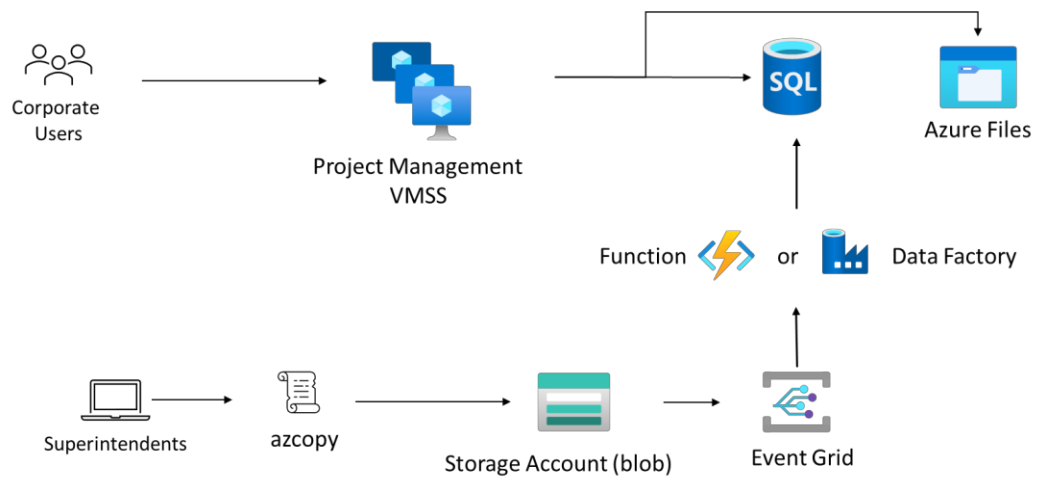 SQL
Corporate
Users
Azure Files
Project Management
VMSS
Function
or
Data Factory
Superintendents
azcopy
Storage Account (blob)
Event Grid